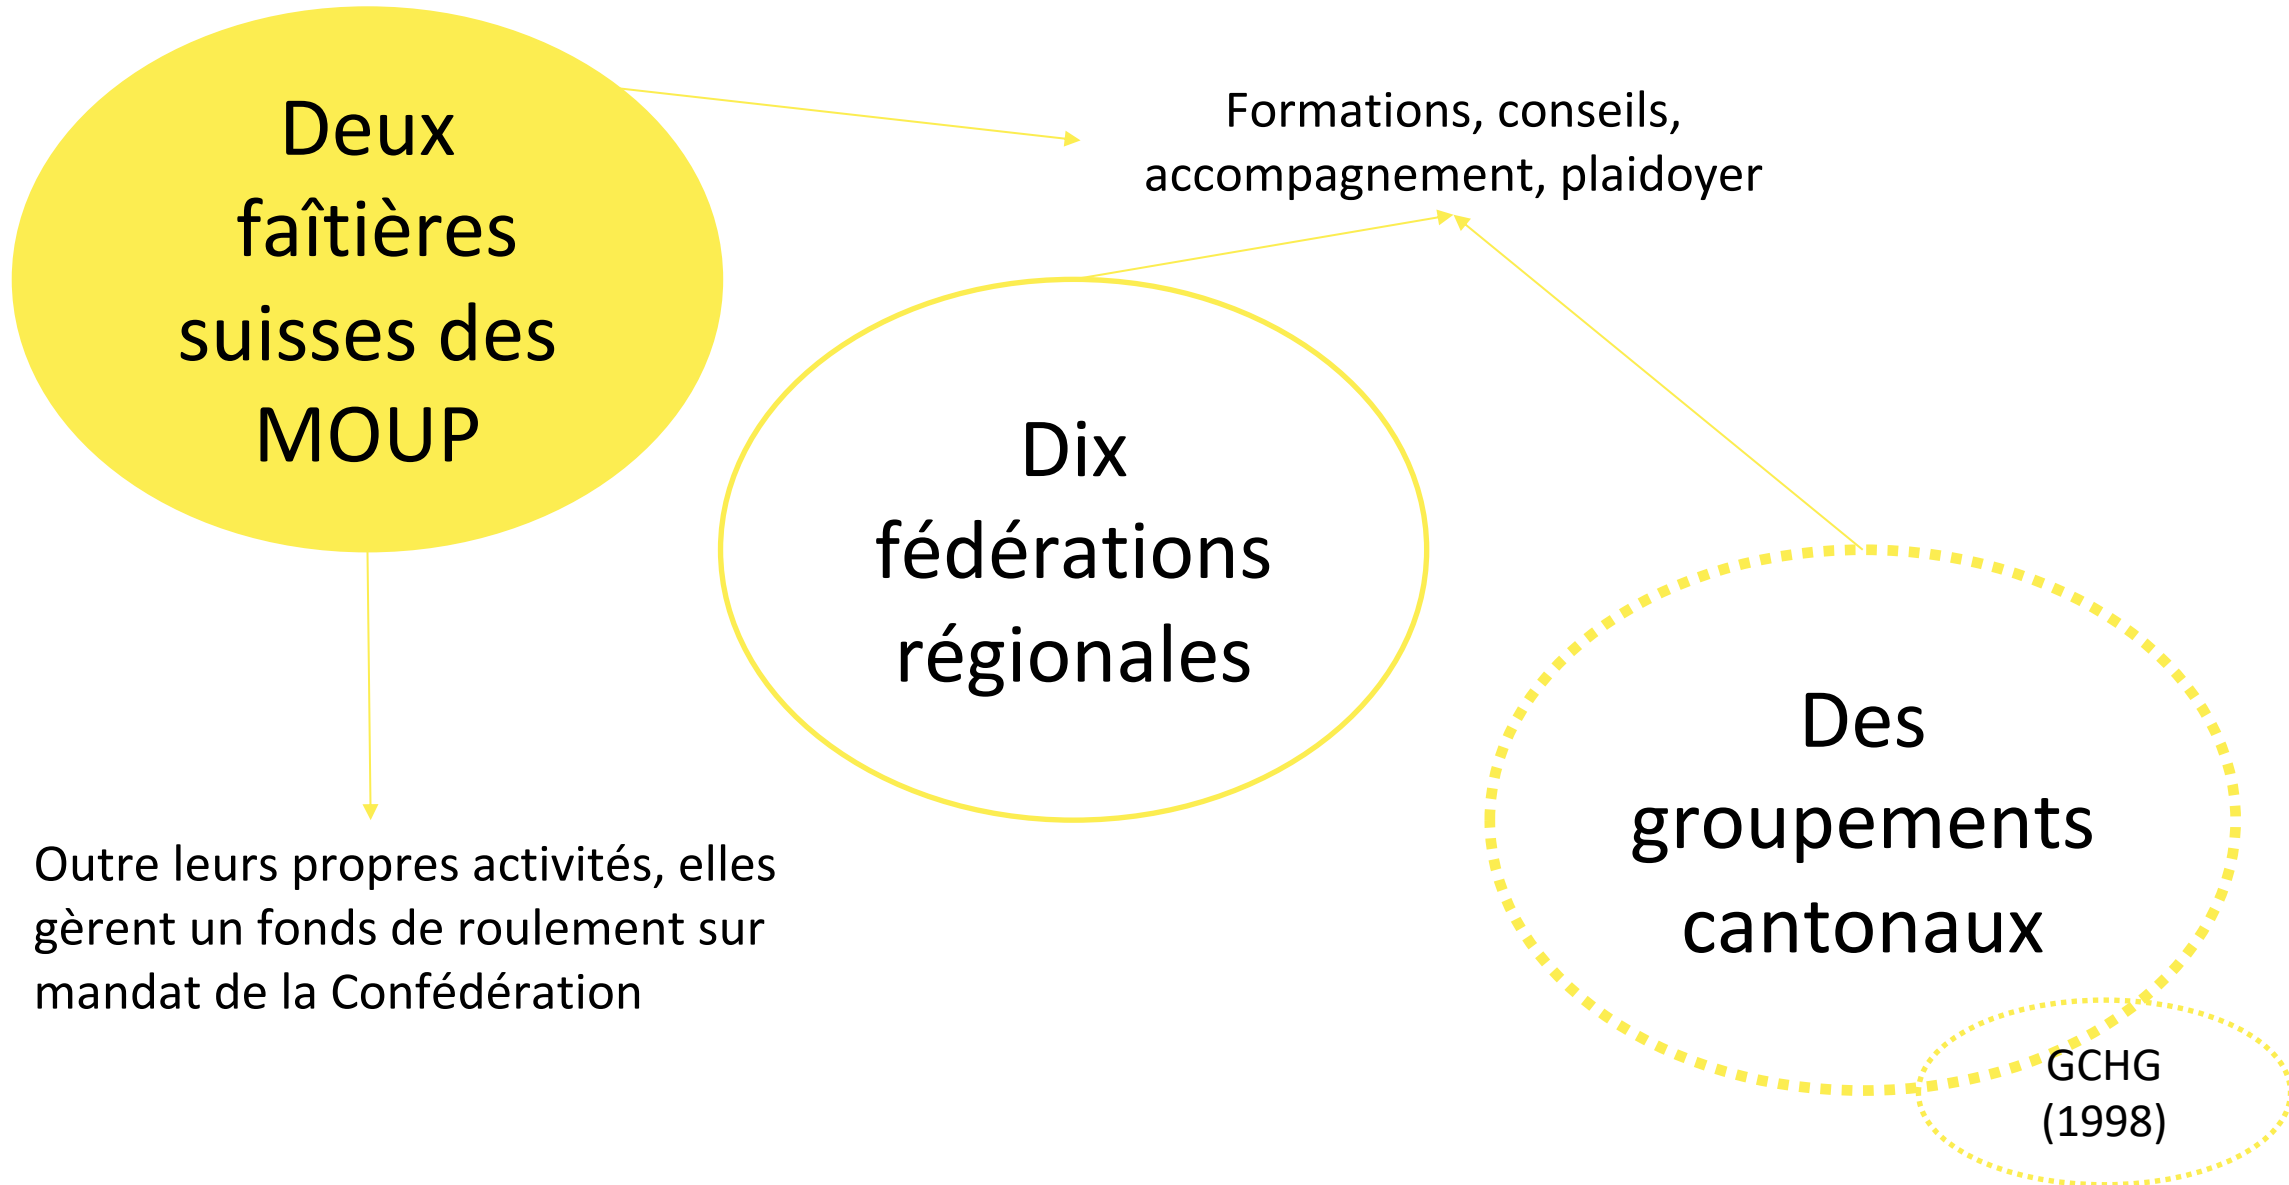 Deux
faîtières
suisses des
MOUP
Formations, conseils,
accompagnement, plaidoyer
Dix
fédérations
régionales
Des
groupements
cantonaux
Outre leurs propres activités, elles
gèrent un fonds de roulement sur
mandat de la Confédération
GCHG
(1998)